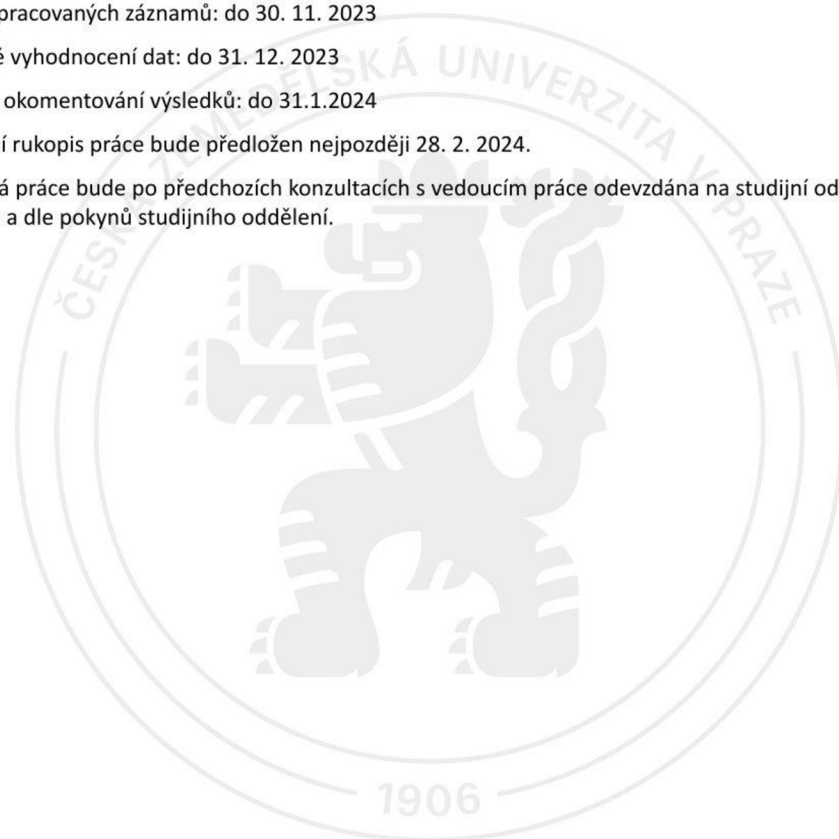 pracovaných záznamů: do 30. 11. 2023
é vyhodnocení dat: do 31. 12. 2023
okomentování výsledků: do 31.1.2024
í rukopis práce bude předložen nejpozději 28. 2. 2024.
á práce bude po předchozích konzultacích s vedoucím práce odevzdána na studijní od
a dle pokynů studijního oddělení.
ČESKÁ ZEMĚDĚLSKÁ UNIVERZITA V PRAZE
1906